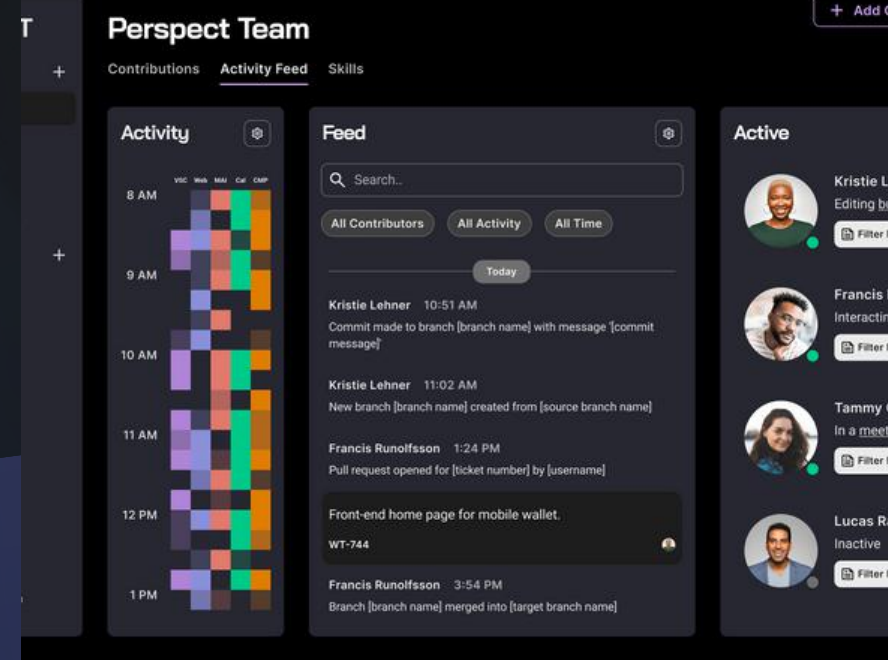 T
Perspect Team
+ Add
Contributions Activity Feed Skills
Activity
VSC Web MAI Cal CMP
8 AM
9 AM
10 AM
11 AM
12 PM
1 PM
Feed
Search..
All Contributors All Activity All Time
Today
Kristie Lehner 10:51 AM
Commit made to branch [branch name] with message '[commit
message]'
Kristie Lehner 11:02 AM
New branch [branch name] created from [source branch name]
Francis Runolfsson 1:24 PM
Pull request opened for [ticket number] by [username]
Front-end home page for mobile wallet.
WT-744
Francis Runolfsson 3:54 PM
Branch [branch name] merged into [target branch name]
Active
Kristie L
Editing b
Filter
Francis
Interactin
Filter
Tammy
In a meet
Filter
Lucas Ra
Inactive
Filter